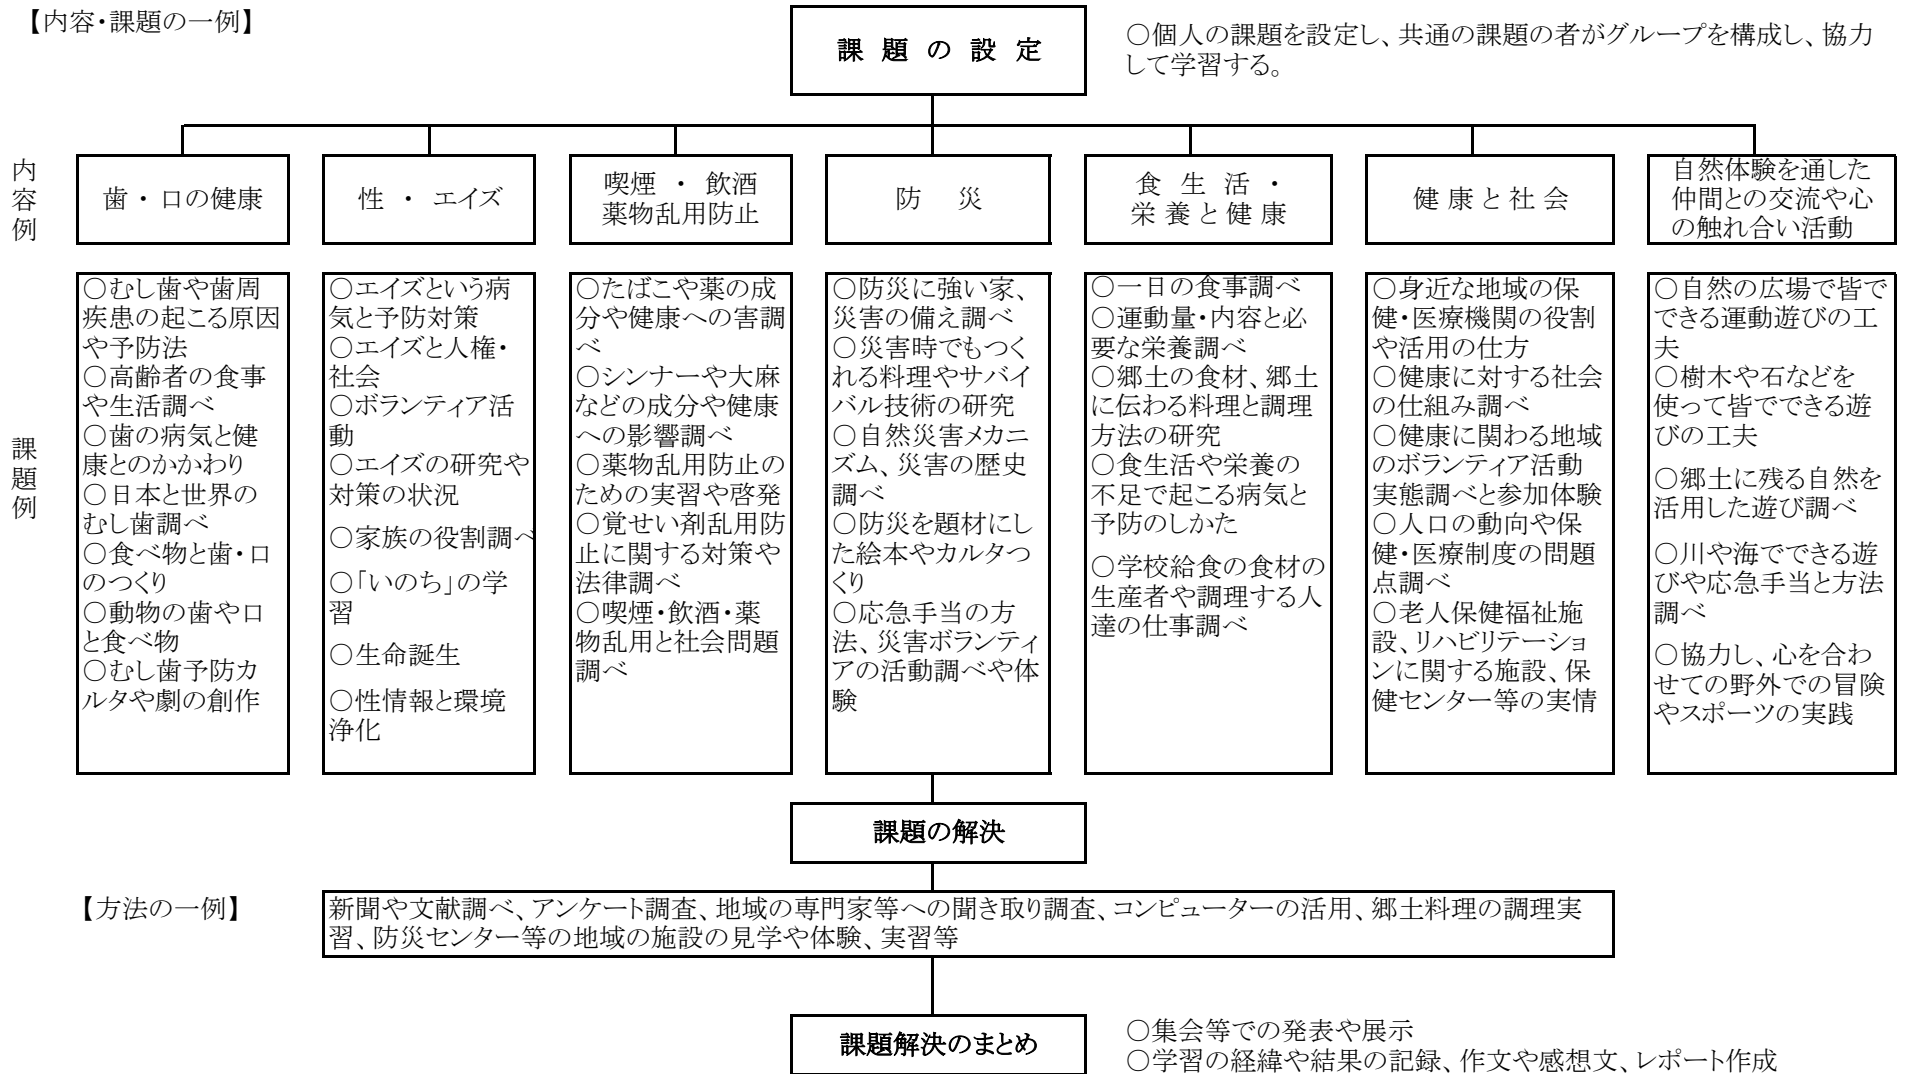 【内容・課題の一例】
課 題 の 設 定
○個人の課題を設定し、共通の課題の者がグループを構成し、協力
して学習する。
内
容
例
歯・口の健康
性 ・ エイズ
喫煙 ・ 飲酒
薬物乱用防止
防 災
食 生 活 ・
栄 養 と 健 康
健 康 と 社 会
自然体験を通した
仲間との交流や心
の触れ合い活動
課
題
例
○むし歯や歯周
疾患の起こる原因
や予防法
○高齢者の食事
や生活調べ
○歯の病気と健
康とのかかわり
○日本と世界の
むし歯調べ
○食べ物と歯・口
のつくり
○動物の歯や口
と食べ物
○むし歯予防カ
ルタや劇の創作
○エイズという病
気と予防対策
○エイズと人権・
社会
○ボランティア活
動
○エイズの研究や
対策の状況
○家族の役割調べ
○「いのち」の学
習
○生命誕生
○性情報と環境
浄化
○たばこや薬の成
分や健康への害調
べ
○シンナーや大麻
などの成分や健康
への影響調べ
○薬物乱用防止の
ための実習や啓発
○覚せい剤乱用防
止に関する対策や
法律調べ
○喫煙・飲酒・薬
物乱用と社会問題
調べ
○防災に強い家、
災害の備え調べ
○災害時でもつく
れる料理やサバイ
バル技術の研究
○自然災害メカニ
ズム、災害の歴史
調べ
○防災を題材にし
た絵本やカルタつ
くり
○応急手当の方
法、災害ボランティ
アの活動調べや体
験
○一日の食事調べ
○運動量・内容と必
要な栄養調べ
○郷土の食材、郷土
に伝わる料理と調理
方法の研究
○食生活や栄養の
不足で起こる病気と
予防のしかた
○学校給食の食材の
生産者や調理する人
達の仕事調べ
○身近な地域の保
健・医療機関の役割
や活用の仕方
○健康に対する社会
の仕組み調べ
○健康に関わる地域
のボランティア活動
実態調べと参加体験
○人口の動向や保
健・医療制度の問題
点調べ
○老人保健福祉施
設、リハビリテーショ
ンに関する施設、保
健センター等の実情
○自然の広場で皆で
できる運動遊びの工
夫
○樹木や石などを
使って皆でできる遊
びの工夫
○郷土に残る自然を
活用した遊び調べ
○川や海でできる遊
びや応急手当と方法
調べ
○協力し、心を合わ
せての野外での冒険
やスポーツの実践
課題の解決
【方法の一例】
新聞や文献調べ、アンケート調査、地域の専門家等への聞き取り調査、コンピューターの活用、郷土料理の調理実
習、防災センター等の地域の施設の見学や体験、実習等
課題解決のまとめ
○集会等での発表や展示
○学習の経緯や結果の記録、作文や感想文、レポート作成